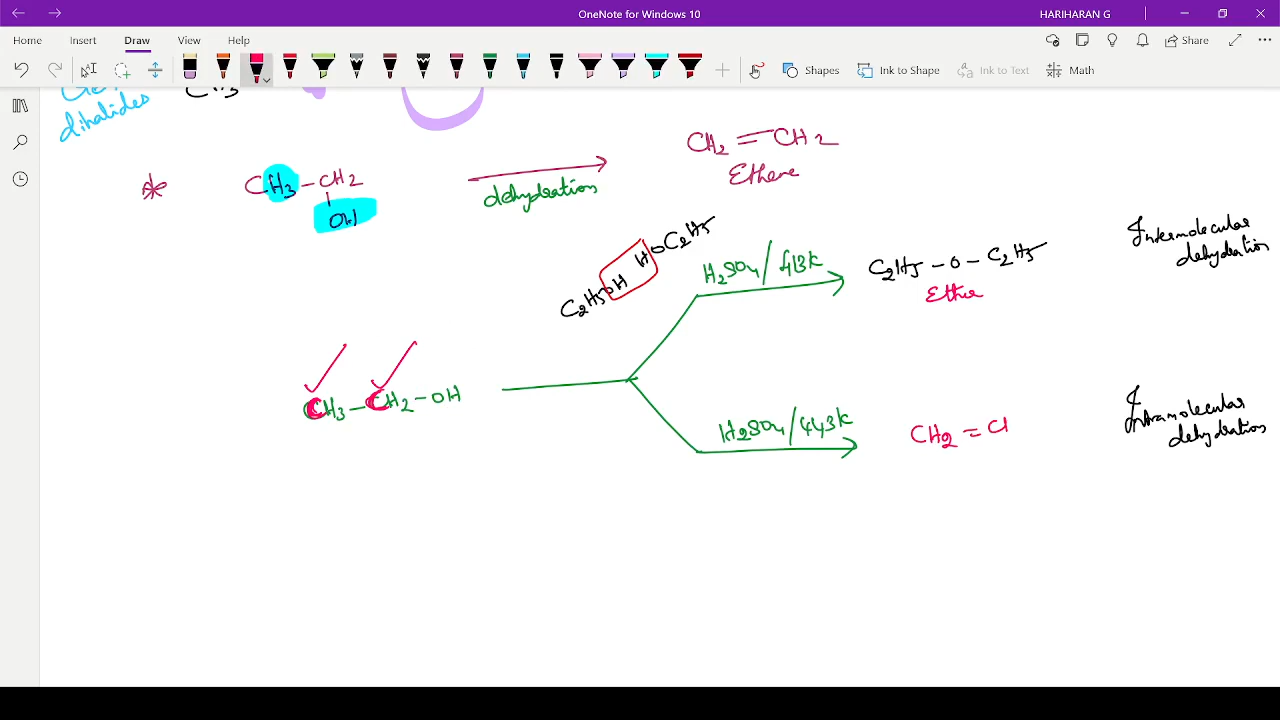 OneNote for Windows 10
HARIHARAN G
Home Insert Draw View Help
Share
Shapes
Ink to Shape
Ink to Text
Math
dihalides
CH3
* CH3 - CH2
OH
dehydration
CH2 = CH2
Ethene
C2H5OH HOC2H5
H2SO4 / 413K
C2H5 - O - C2H5
Ether
Intermolecular
dehydration
CH3 - CH2 - OH
H2SO4 / 443K
CH2 = C
Intramolecular
dehydration